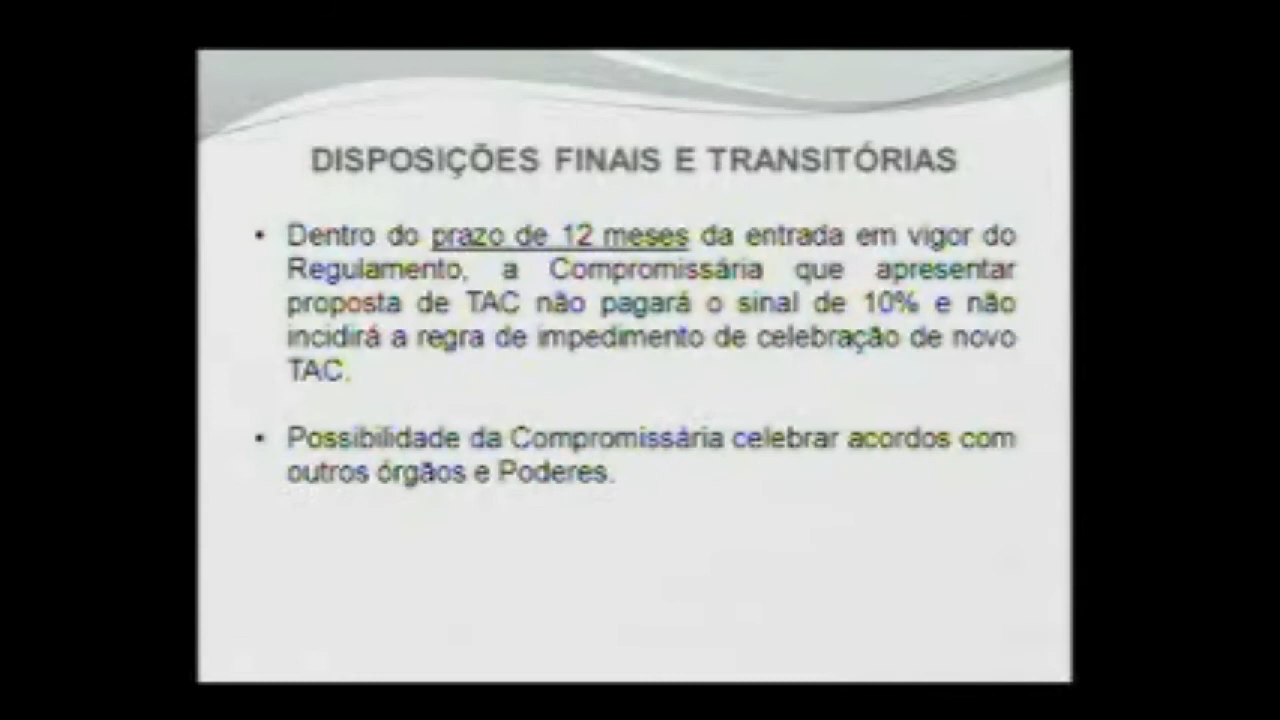 DISPOSIÇÕES FINAIS E TRANSITÓRIAS
• Dentro do prazo de 12 meses da entrada em vigor do
Regulamento, a Compromissária que apresentar
proposta de TAC não pagará o sinal de 10% e não
incidirá a regra de impedimento de celebração de novo
TAC.
• Possibilidade da Compromissária celebrar acordos com
outros órgãos e Poderes.